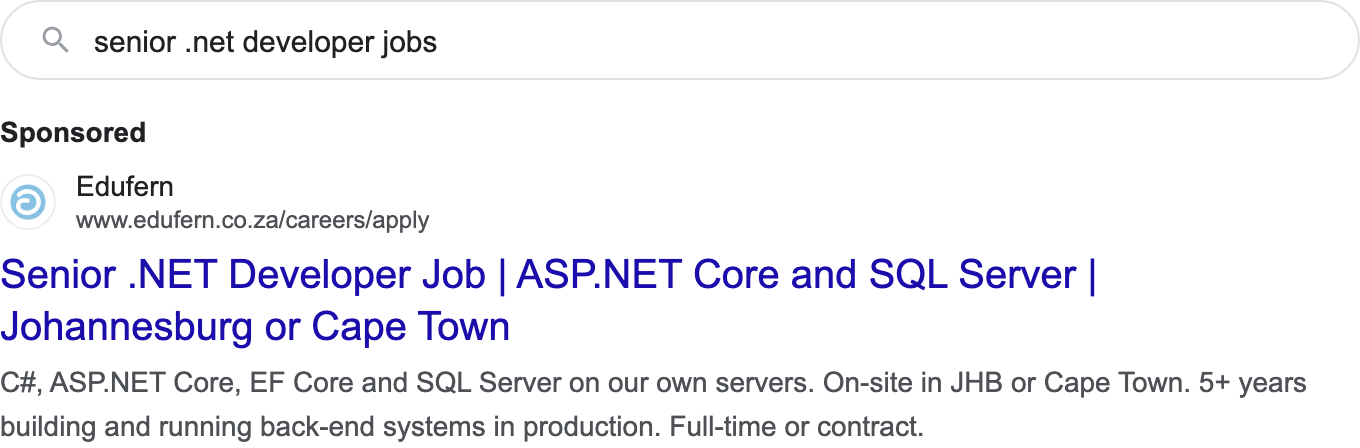 senior .net developer jobs
Sponsored
Edufern
www.edufern.co.za/careers/apply
Senior .NET Developer Job | ASP.NET Core and SQL Server |
Johannesburg or Cape Town
C#, ASP.NET Core, EF Core and SQL Server on our own servers. On-site in JHB or Cape Town. 5+ years
building and running back-end systems in production. Full-time or contract.